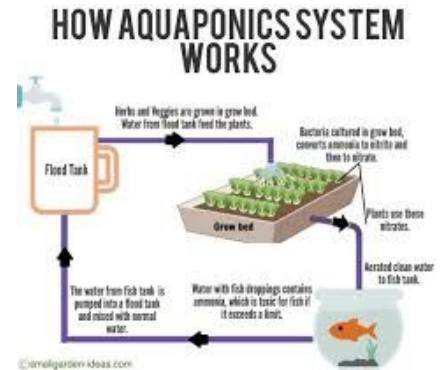 HOW AQUAPONICS SYSTEM
WORKS
Herbs and Veggies are grown in grow bed.
Water from flood tank feed the plants.
Bacteria cultured in grow bed,
converts ammonia to nitrite and
then to nitrate.
Flood Tank
Grow bed
Plants use these
nitrates.
Aerated clean water
to fish tank.
The water from fish tank is
pumped into a flood tank
and mixed with normal
water.
Water with fish droppings contains
ammonia, which is toxic for fish if
it exceeds a limit.
©smallgarden-ideas.com